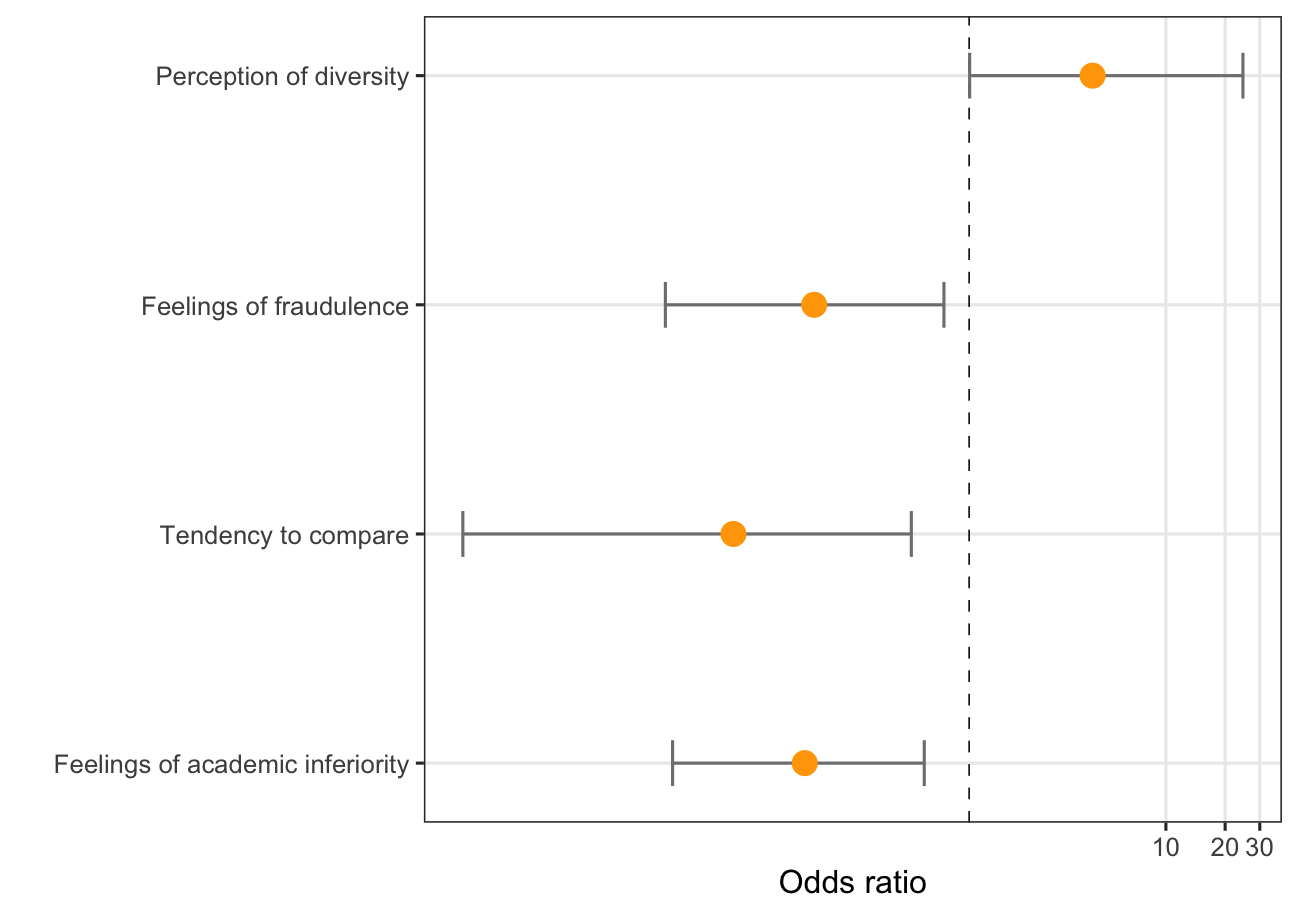 Perception of diversity
Feelings of fraudulence
Tendency to compare
Feelings of academic inferiority
10 20 30
Odds ratio